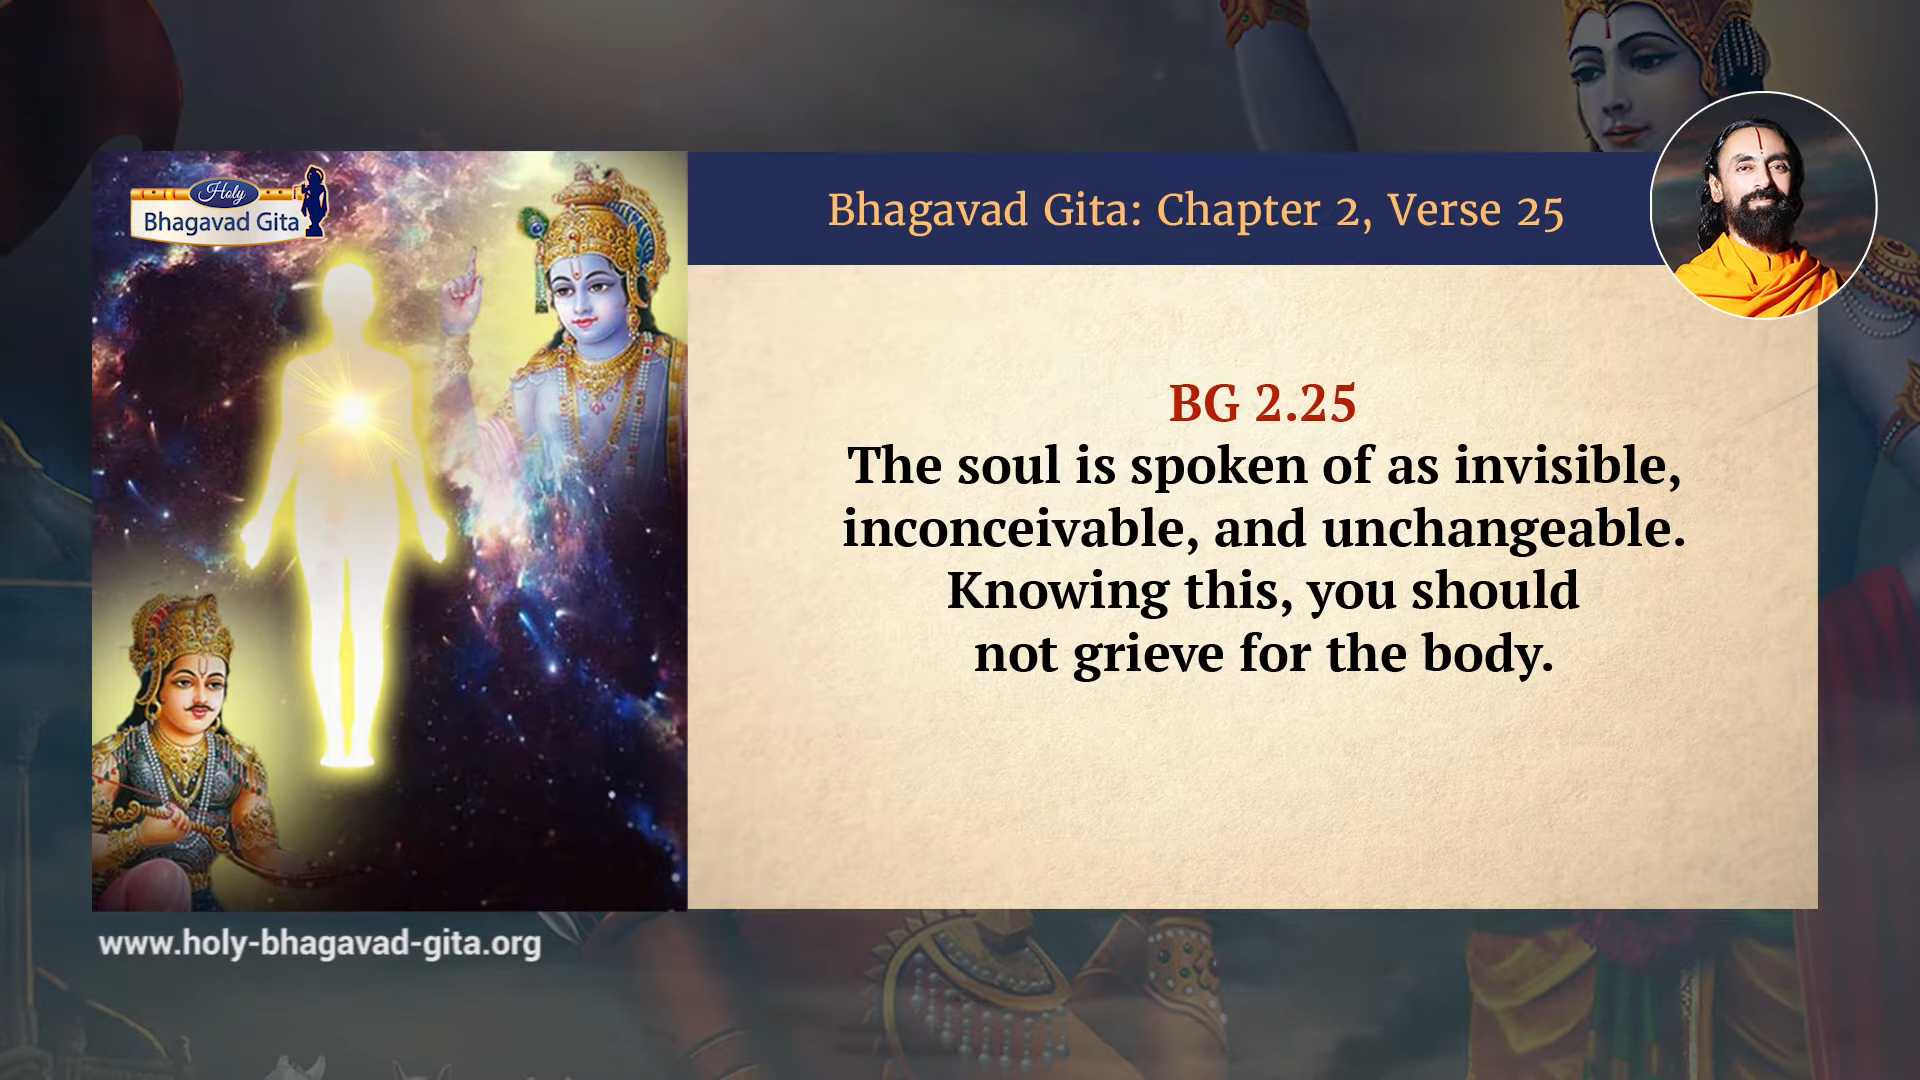 Holy
Bhagavad Gita
Bhagavad Gita: Chapter 2, Verse 25
BG 2.25
The soul is spoken of as invisible,
inconceivable, and unchangeable.
Knowing this, you should
not grieve for the body.
www.holy-bhagavad-gita.org